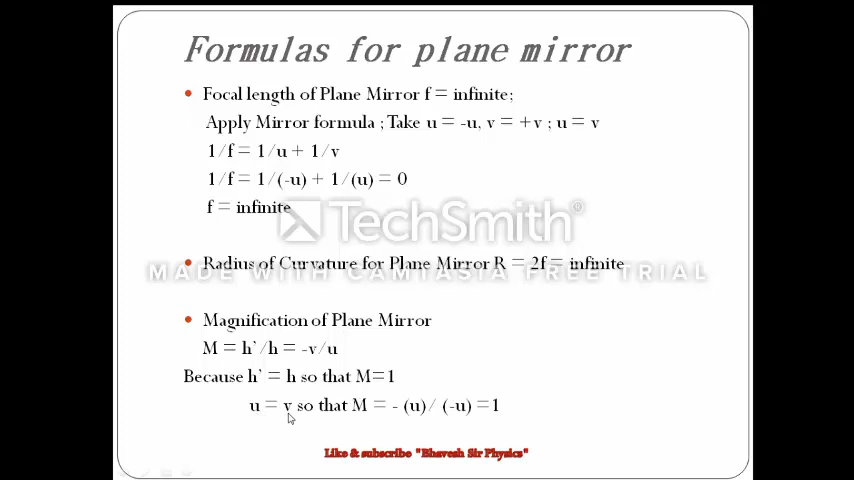 Formulas for plane mirror
Focal length of Plane Mirror f = infinite;
Apply Mirror formula ; Take u = -u, v = +v ; u = v
1/f = 1/u + 1/v
1/f = 1/(-u) + 1/(u) = 0
f = infinite
TechSmith®
Radius of Curvature for Plane Mirror R = 2f = infinite
MADE WITH CAMTASIA FREE TRIAL
Magnification of Plane Mirror
M = h'/h = -v/u
Because h' = h so that M=1
u = v so that M = - (u)/ (-u) =1
Like & subscribe "Bhavesh Sir Physics"